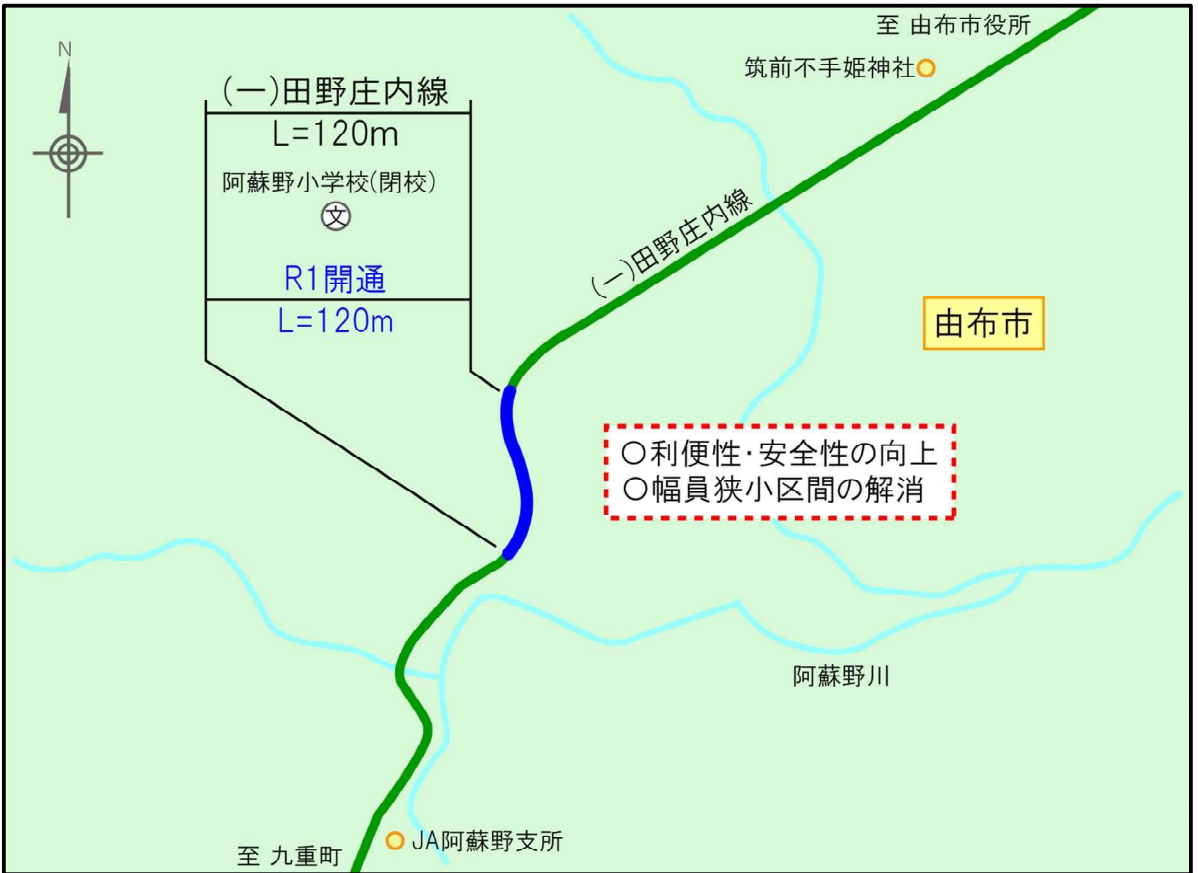 至 由布市役所
筑前不手姫神社
N
(一)田野庄内線
L=120m
阿蘇野小学校(閉校)
文
R1開通
L=120m
(一)田野庄内線
由布市
○利便性・安全性の向上
○幅員狭小区間の解消
阿蘇野川
JA阿蘇野支所
至 九重町